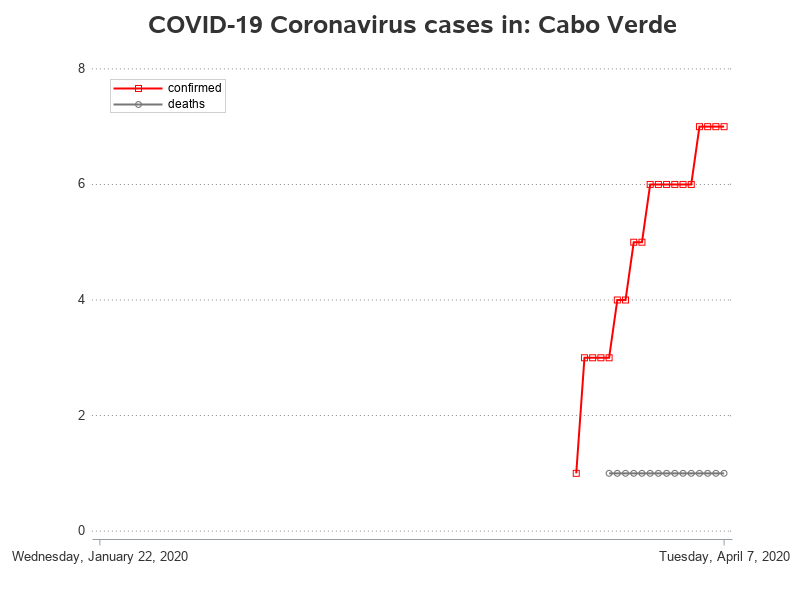 COVID-19 Coronavirus cases in: Cabo Verde
8
confirmed
deaths
6
4
2
0
Wednesday, January 22, 2020
Tuesday, April 7, 2020